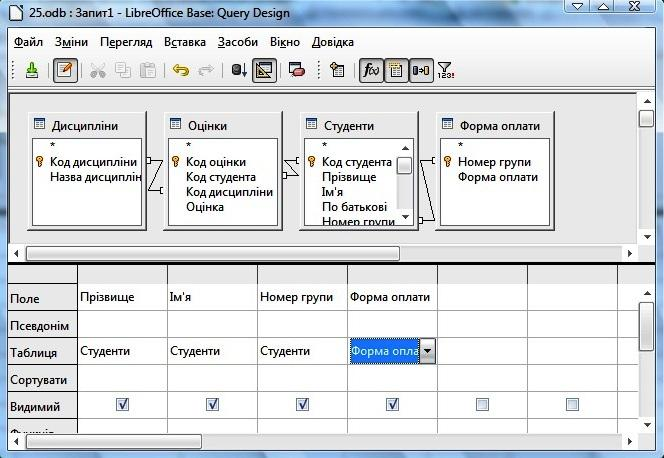 25.odb : Запит1 - LibreOffice Base: Query Design
Файл Зміни Перегляд Вставка Засоби Вікно Довідка
f(x) 123!
Дисципліни
*
Код дисципліни
Назва дисциплін
Оцінки
*
Код оцінки
Код студента
Код дисципліни
Оцінка
Студенти
*
Код студента
Прізвище
Ім'я
По батькові
Номер групи
Форма оплати
*
Номер групи
Форма оплати
Поле Прізвище Ім'я Номер групи Форма оплати
Псевдонім
Таблиця Студенти Студенти Студенти Форма опла
Сортувати
Видимий